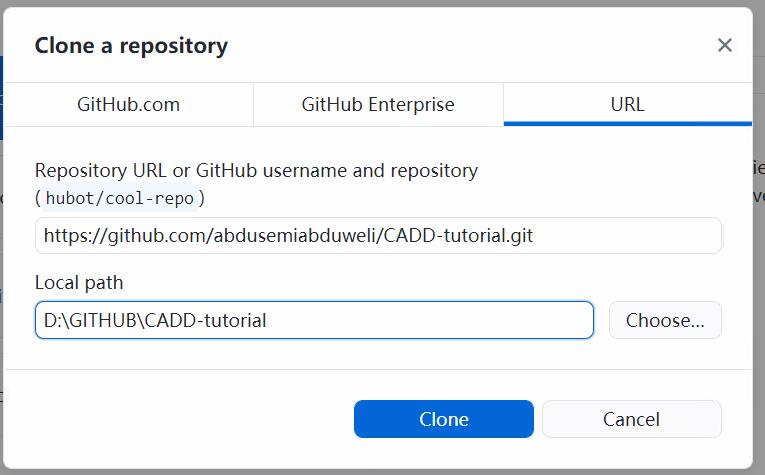 Clone a repository
GitHub.com
GitHub Enterprise
URL
Repository URL or GitHub username and repository
(hubot/cool-repo)
https://github.com/abdusemiabduweli/CADD-tutorial.git
Local path
D:\GITHUB\CADD-tutorial
Choose...
Clone
Cancel